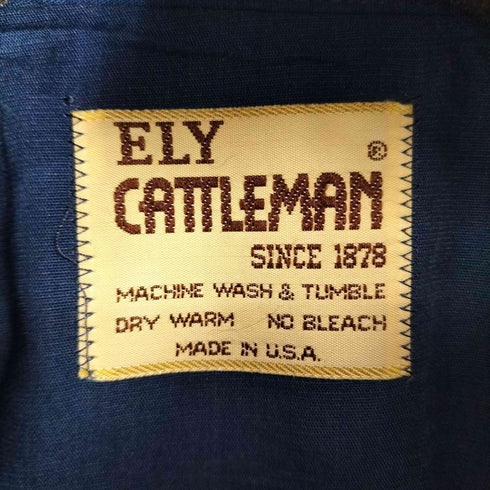 ELY
CATTLEMAN ®
SINCE 1878
MACHINE WASH & TUMBLE
DRY WARM NO BLEACH
MADE IN U.S.A.